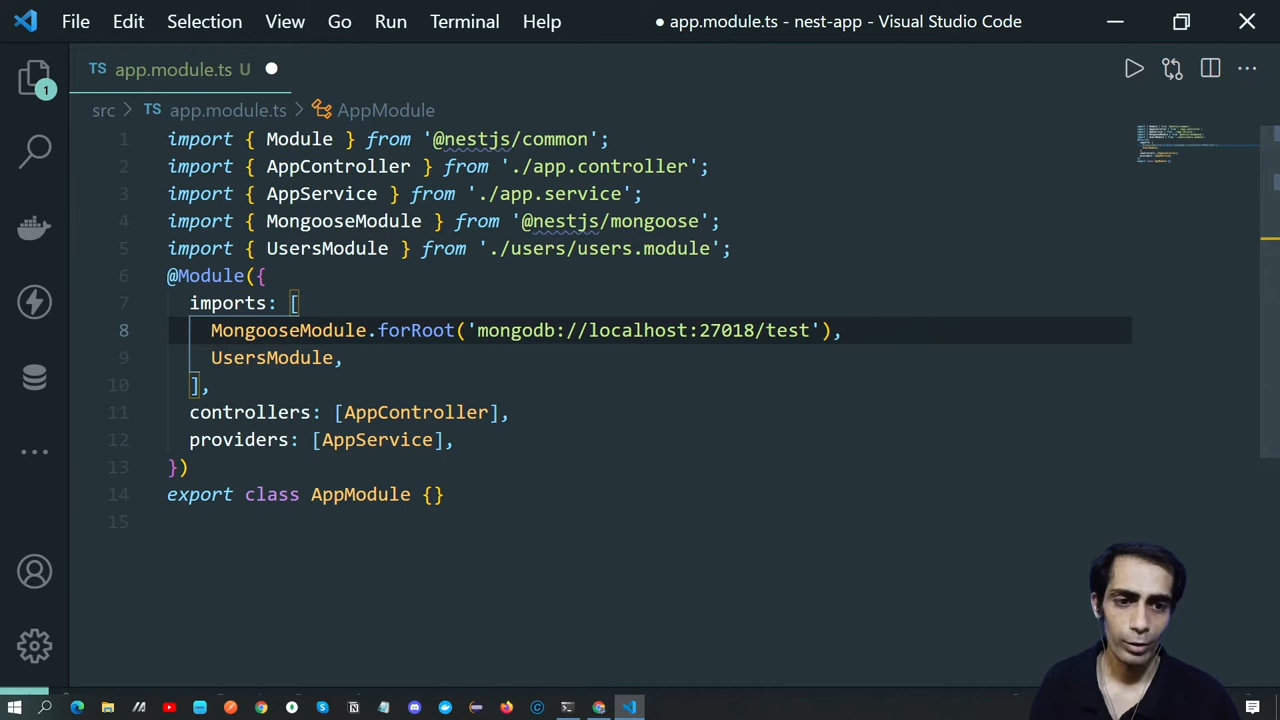 File Edit Selection View Go Run Terminal Help ● app.module.ts - nest-app - Visual Studio Code
TS app.module.ts U
1
src > TS app.module.ts > AppModule
1 import { Module } from '@nestjs/common';
2 import { AppController } from './app.controller';
3 import { AppService } from './app.service';
4 import { MongooseModule } from '@nestjs/mongoose';
5 import { UsersModule } from './users/users.module';
6 @Module({
7 imports: [
8 MongooseModule.forRoot('mongodb://localhost:27018/test'),
9 UsersModule,
10 ],
11 controllers: [AppController],
12 providers: [AppService],
13 })
14 export class AppModule {}
15